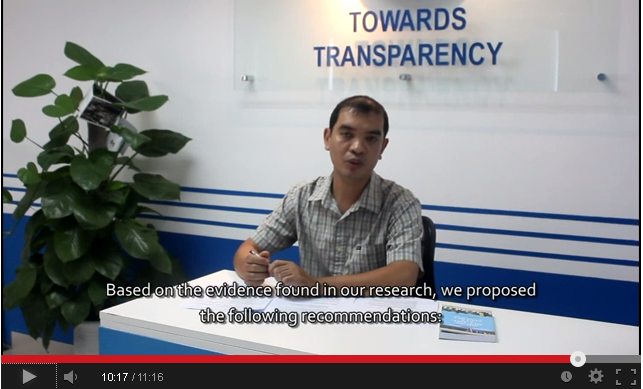 TOWARDS
TRANSPARENCY
Based on the evidence found in our research, we proposed
the following recommendations:
10:17 / 11:16